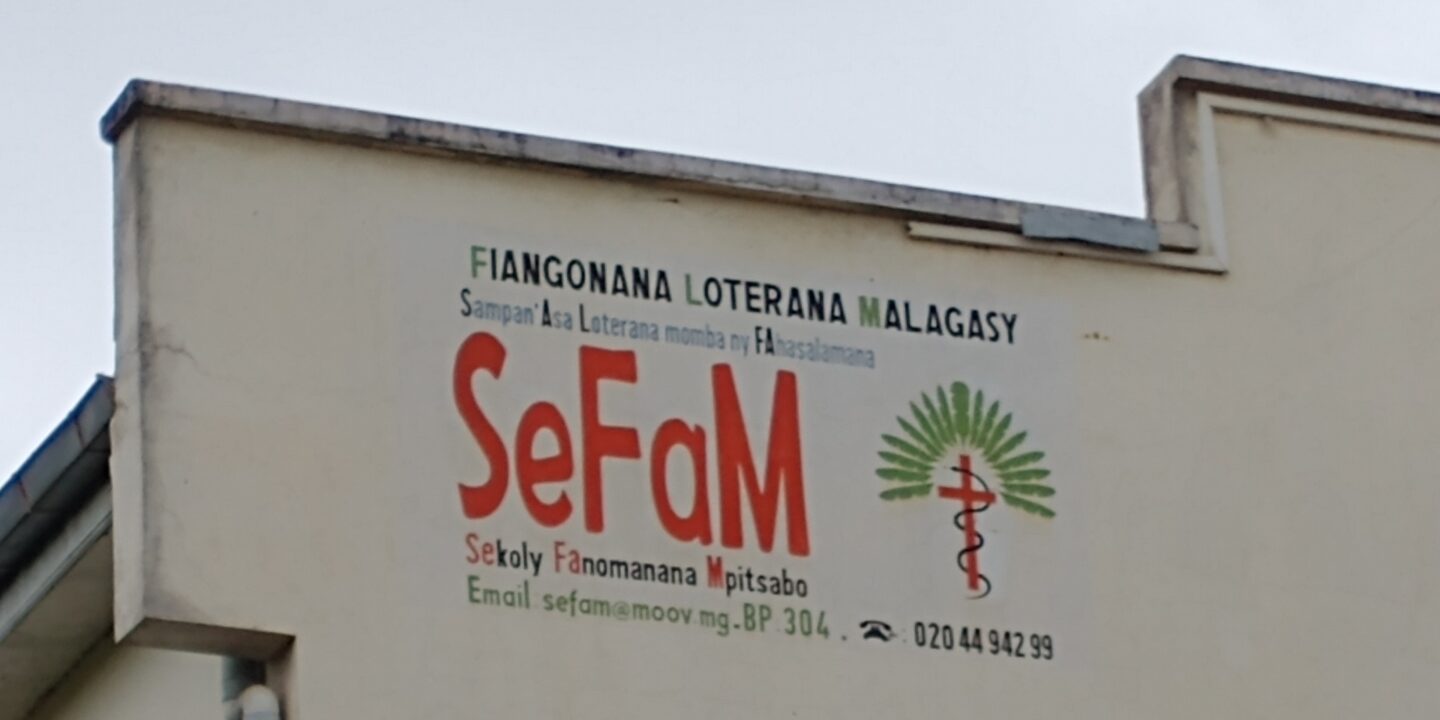 FIANGONANA LOTERANA MALAGASY
Sampan'Asa Loterana momba ny FAhasalamana
SeFaM
Sekoly Fanomanana Mpitsabo
Email: sefam@moov.mg. BP 304. ☎: 020 44 942 99